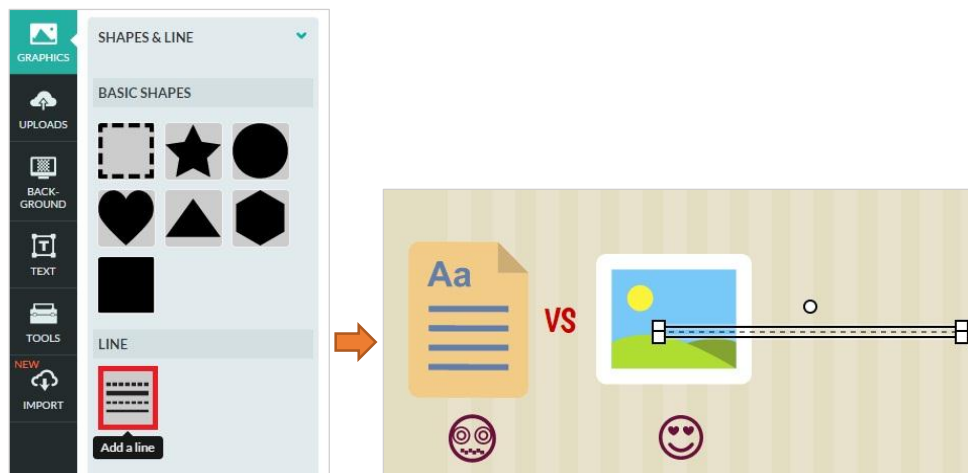 GRAPHICS
UPLOADS
BACK-
GROUND
TEXT
TOOLS
NEW
IMPORT
SHAPES & LINE
BASIC SHAPES
LINE
Add a line
Aa
VS